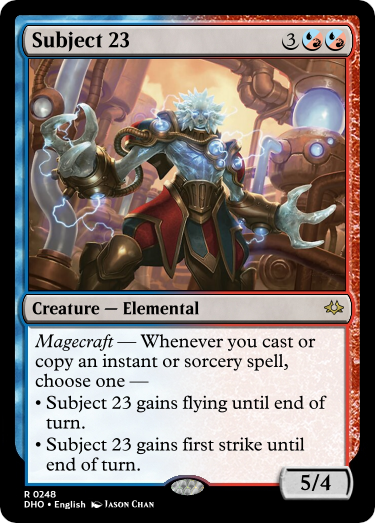 Subject 23 3
Creature — Elemental
Magecraft — Whenever you cast or
copy an instant or sorcery spell,
choose one —
• Subject 23 gains flying until end of
turn.
• Subject 23 gains first strike until
end of turn.
5/4
R 0248
DHO • English Jason Chan